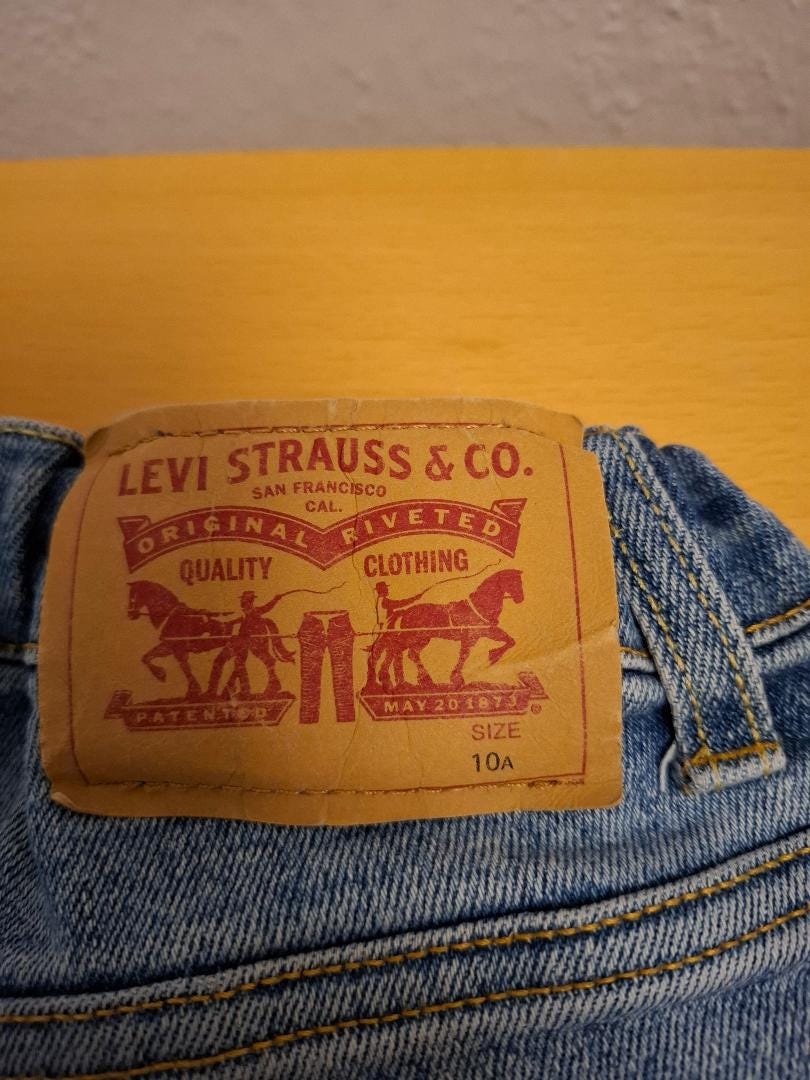 LEVI STRAUSS & CO.
SAN FRANCISCO
CAL.
ORIGINAL RIVETED
QUALITY CLOTHING
PATENTED MAY 20 1873 ®
SIZE
10A